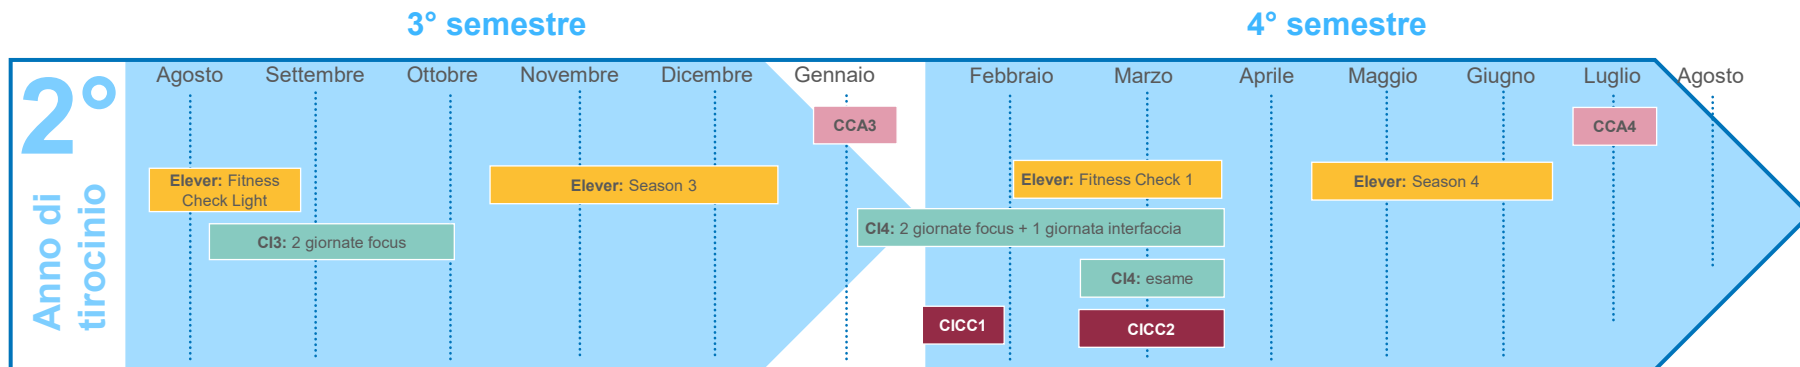 3° semestre
4° semestre
2°
Anno di
tirocinio
Agosto
Settembre
Ottobre
Novembre
Dicembre
Gennaio
Febbraio
Marzo
Aprile
Maggio
Giugno
Luglio
Agosto
CCA3
CCA4
Elever: Fitness
Check Light
Elever: Season 3
Elever: Fitness Check 1
Elever: Season 4
CI3: 2 giornate focus
CI4: 2 giornate focus + 1 giornata interfaccia
CI4: esame
CICC1
CICC2